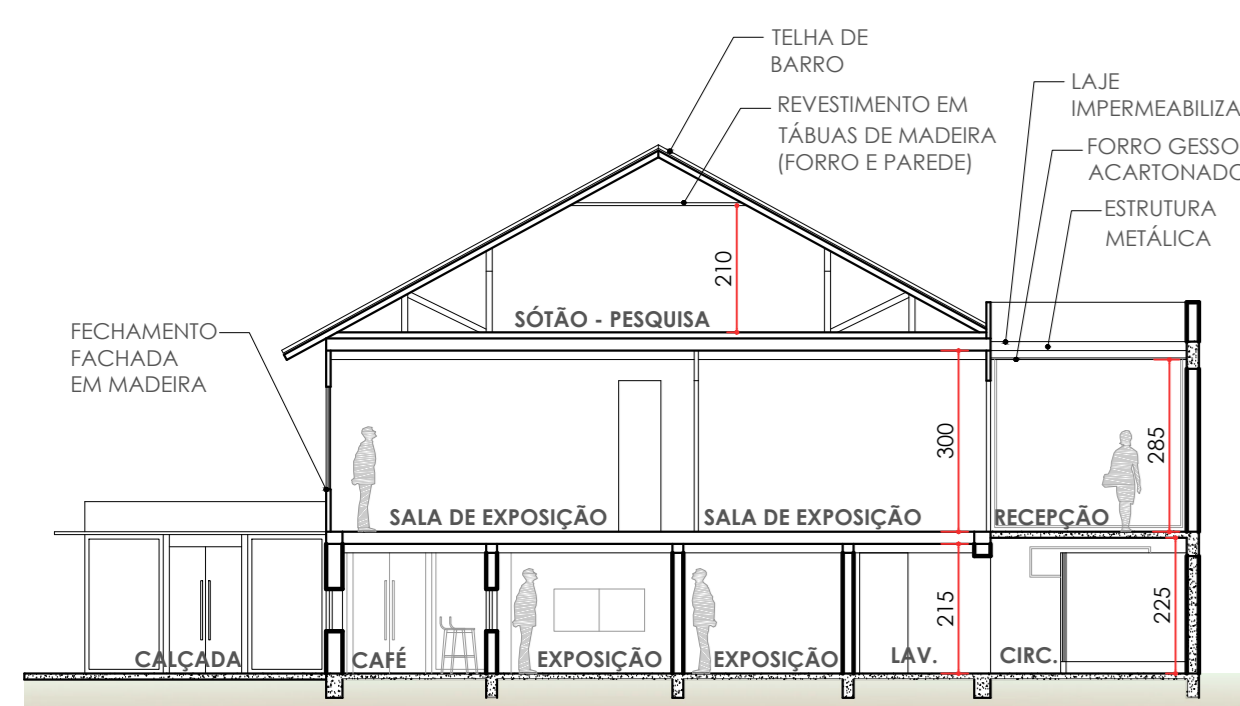 TELHA DE
BARRO
REVESTIMENTO EM
TÁBUAS DE MADEIRA
(FORRO E PAREDE)
LAJE
IMPERMEABILIZA
FORRO GESSO
ACARTONADO
ESTRUTURA
METÁLICA
210
SÓTÃO - PESQUISA
FECHAMENTO
FACHADA
EM MADEIRA
300
285
SALA DE EXPOSIÇÃO
SALA DE EXPOSIÇÃO
RECEPÇÃO
215
225
CALÇADA
CAFÉ
EXPOSIÇÃO
EXPOSIÇÃO
LAV.
CIRC.